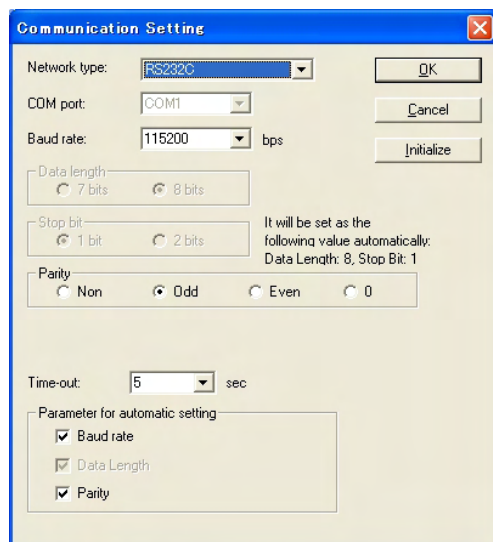 Communication Setting
Network type: RS232C OK
COM port: COM1 Cancel
Baud rate: 115200 bps Initialize
Data length
7 bits 8 bits
Stop bit
1 bit 2 bits
It will be set as the
following value automatically:
Data Length: 8, Stop Bit: 1
Parity
Non Odd Even 0
Time-out: 5 sec
Parameter for automatic setting
Baud rate
Data Length
Parity